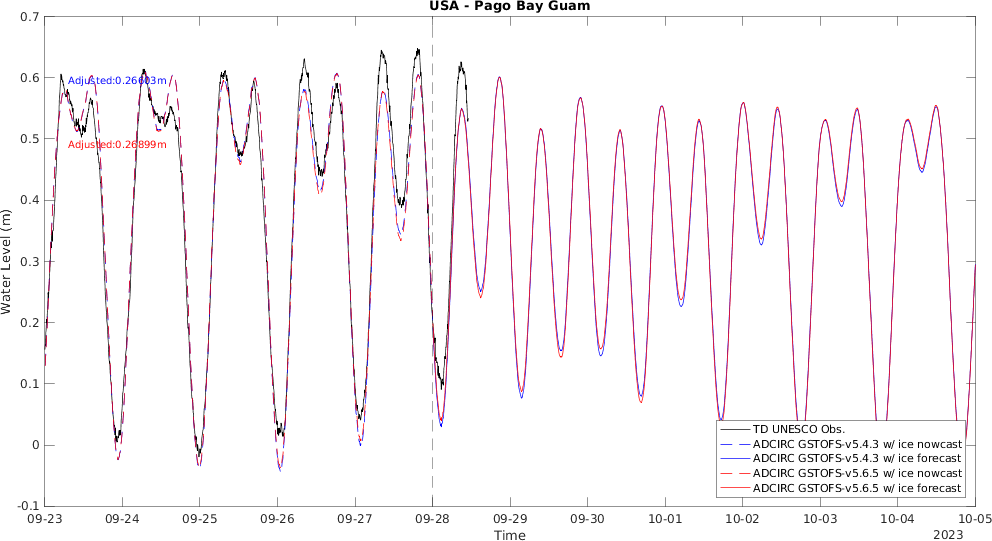 USA - Pago Bay Guam
0.7
0.6
0.5
0.4
0.3
0.2
0.1
0
-0.1
Water Level (m)
Adjusted:0.26603m
Adjusted:0.26899m
TD UNESCO Obs.
ADCIRC GSTOFS-v5.4.3 w/ ice nowcast
ADCIRC GSTOFS-v5.4.3 w/ ice forecast
ADCIRC GSTOFS-v5.6.5 w/ ice nowcast
ADCIRC GSTOFS-v5.6.5 w/ ice forecast
09-23 09-24 09-25 09-26 09-27 09-28 09-29 09-30 10-01 10-02 10-03 10-04 10-05
Time
2023